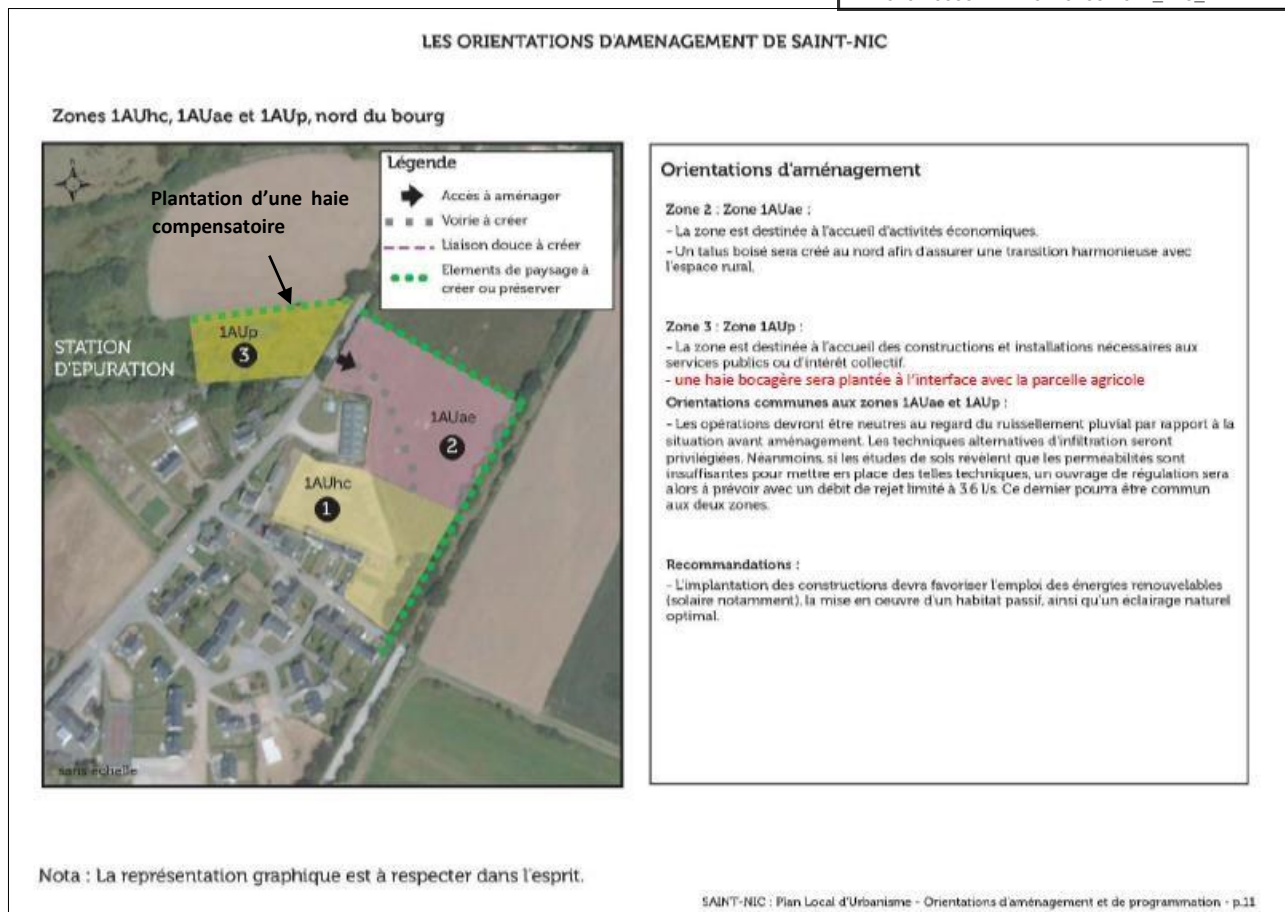 LES ORIENTATIONS D'AMENAGEMENT DE SAINT-NIC
Zones 1AUhc, 1AUae et 1AUp, nord du bourg
Plantation d'une haie
compensatoire
Légende
Accès à aménager
Voirie à créer
Liaison douce à créer
Elements de paysage à
créer ou préserver
STATION
D'EPURATION
1AUp
3
1AUae
2
1AUhc
1
sans échelle
Orientations d'aménagement
Zone 2 : Zone 1AUae :
- La zone est destinée à l'accueil d'activités économiques.
- Un talus boisé sera créé au nord afin d'assurer une transition harmonieuse avec
l'espace rural.
Zone 3 : Zone 1AUp :
- La zone est destinée à l'accueil des constructions et installations nécessaires aux
services publics ou d'intérêt collectif.
- une haie bocagère sera plantée à l'interface avec la parcelle agricole
Orientations communes aux zones 1AUae et 1AUp :
- Les opérations devront être neutres au regard du ruissellement pluvial par rapport à la
situation avant aménagement. Les techniques alternatives d'infiltration seront
privilégiées. Néanmoins, si les études de sols révèlent que les perméabilités sont
insuffisantes pour mettre en place des telles techniques, un ouvrage de régulation sera
alors à prévoir avec un débit de rejet limité à 3.6 l/s. Ce dernier pourra être commun
aux deux zones.
Recommandations :
- L'implantation des constructions devra favoriser l'emploi des énergies renouvelables
(solaire notamment), la mise en oeuvre d'un habitat passif, ainsi qu'un éclairage naturel
optimal.
Nota : La représentation graphique est à respecter dans l'esprit.
SAINT-NIC : Plan Local d'Urbanisme - Orientations d'aménagement et de programmation - p.11